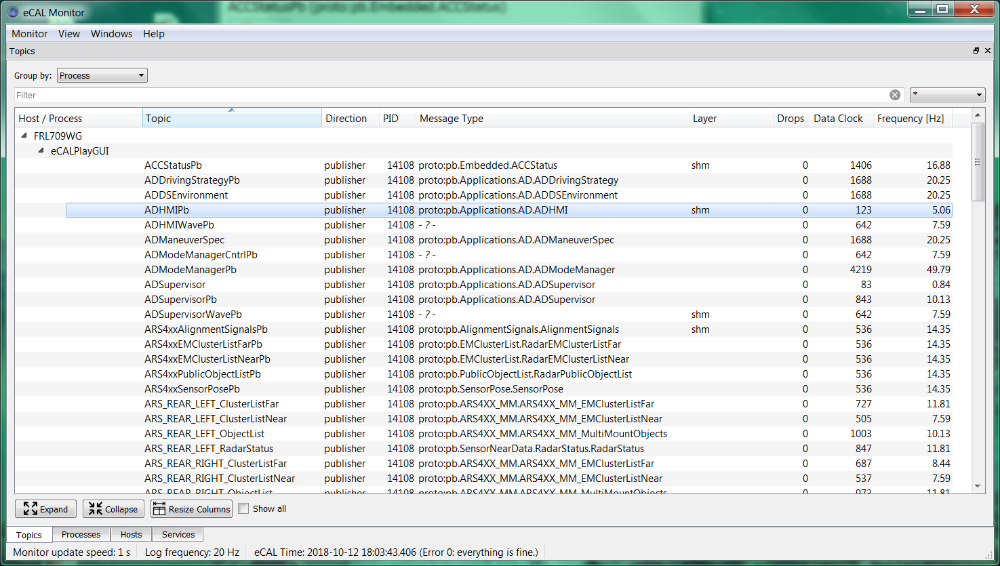 ACCStatusPb (proto:pb.Embedded.ACCStatus)
eCAL Monitor
Monitor View Windows Help
Topics
Group by: Process
Filter *
Host / Process Topic Direction PID Message Type Layer Drops Data Clock Frequency [Hz]
FRL709WG
eCALPlayGUI
ACCStatusPb publisher 14108 proto:pb.Embedded.ACCStatus shm 0 1406 16.88
ADDrivingStrategyPb publisher 14108 proto:pb.Applications.AD.ADDrivingStrategy 0 1688 20.25
ADDSEnvironment publisher 14108 proto:pb.Applications.AD.ADDSEnvironment 0 1688 20.25
ADHMIPb publisher 14108 proto:pb.Applications.AD.ADHMI shm 0 123 5.06
ADHMIWavePb publisher 14108 - ? - 0 642 7.59
ADManeuverSpec publisher 14108 proto:pb.Applications.AD.ADManeuverSpec 0 1688 20.25
ADModeManagerCntrlPb publisher 14108 - ? - 0 642 7.59
ADModeManagerPb publisher 14108 proto:pb.Applications.AD.ADModeManager 0 4219 49.79
ADSupervisor publisher 14108 proto:pb.Applications.AD.ADSupervisor 0 83 0.84
ADSupervisorPb publisher 14108 proto:pb.Applications.AD.ADSupervisor 0 843 10.13
ADSupervisorWavePb publisher 14108 - ? - shm 0 642 7.59
ARS4xxAlignmentSignalsPb publisher 14108 proto:pb.AlignmentSignals.AlignmentSignals shm 0 536 14.35
ARS4xxEMClusterListFarPb publisher 14108 proto:pb.EMClusterList.RadarEMClusterListFar 0 536 14.35
ARS4xxEMClusterListNearPb publisher 14108 proto:pb.EMClusterList.RadarEMClusterListNear 0 536 14.35
ARS4xxPublicObjectListPb publisher 14108 proto:pb.PublicObjectList.RadarPublicObjectList 0 536 14.35
ARS4xxSensorPosePb publisher 14108 proto:pb.SensorPose.SensorPose 0 536 14.35
ARS_REAR_LEFT_ClusterListFar publisher 14108 proto:pb.ARS4XX_MM.ARS4XX_MM_EMClusterListFar 0 727 11.81
ARS_REAR_LEFT_ClusterListNear publisher 14108 proto:pb.ARS4XX_MM.ARS4XX_MM_EMClusterListNear 0 505 7.59
ARS_REAR_LEFT_ObjectList publisher 14108 proto:pb.ARS4XX_MM.ARS4XX_MM_MultiMountObjects 0 1003 10.13
ARS_REAR_LEFT_RadarStatus publisher 14108 proto:pb.SensorNearData.RadarStatus.RadarStatus 0 847 11.81
ARS_REAR_RIGHT_ClusterListFar publisher 14108 proto:pb.ARS4XX_MM.ARS4XX_MM_EMClusterListFar 0 687 8.44
ARS_REAR_RIGHT_ClusterListNear publisher 14108 proto:pb.ARS4XX_MM.ARS4XX_MM_EMClusterListNear 0 537 7.59
ARS_REAR_RIGHT_ObjectList publisher 14108 proto:pb.ARS4XX_MM.ARS4XX_MM_MultiMountObjects 0 973 11.81
Expand Collapse Resize Columns Show all
Topics Processes Hosts Services
Monitor update speed: 1 s Log frequency: 20 Hz eCAL Time: 2018-10-12 18:03:43.406 (Error 0: everything is fine.)